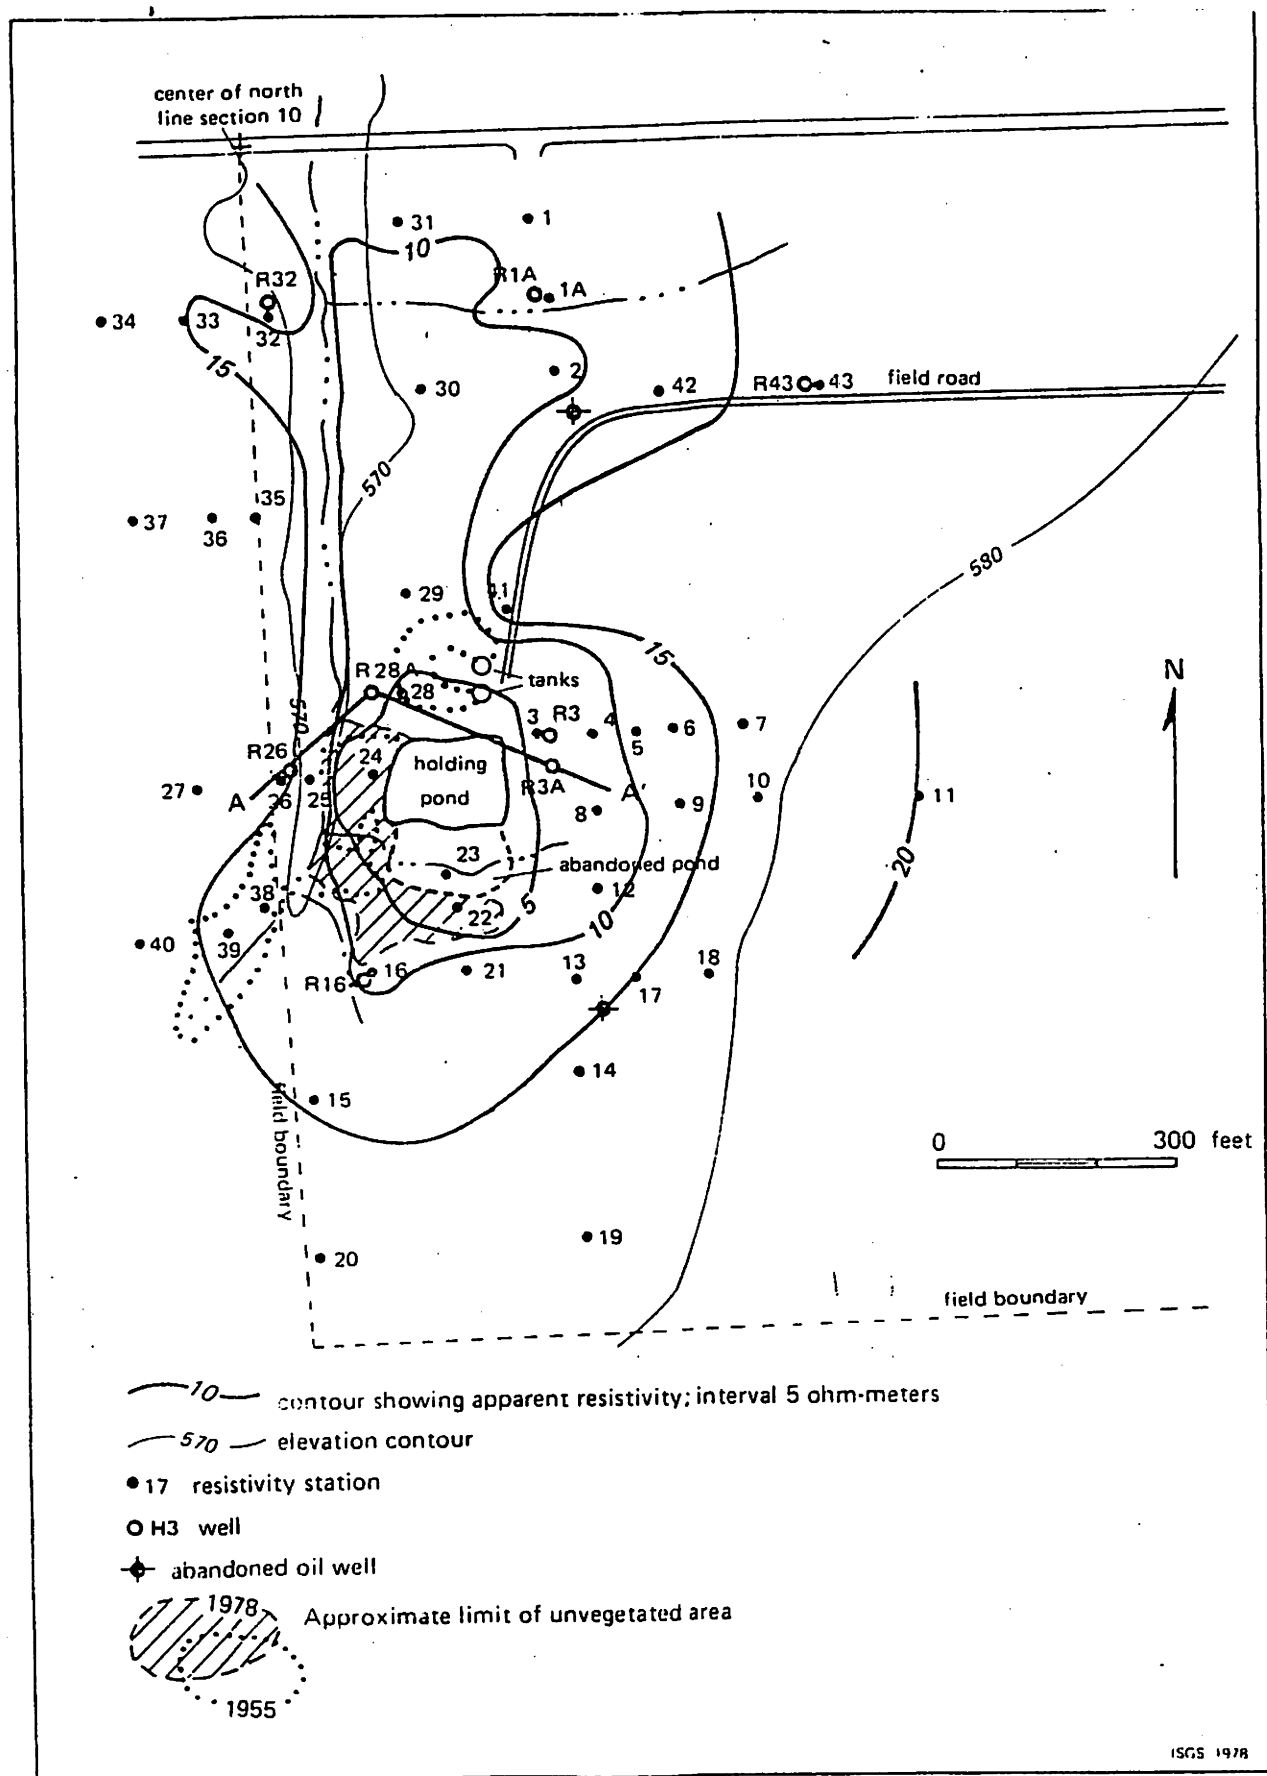 center of north
line section 10
31
1
10
R1A
1A
R32
32
34
33
15
2
30
42
R43
43
field road
570
35
37
36
580
29
41
15
R 28A
28
tanks
3
R3
4
5
6
7
570
R26
24
holding
pond
R3A
A'
27
A
26
25
8
9
10
11
23
abandoned pond
20
12
38
22
5
10
40
39
R16
16
21
13
18
17
14
15
field boundary
0
300 feet
N
19
20
field boundary
10
contour showing apparent resistivity; interval 5 ohm-meters
570
elevation contour
17
resistivity station
H3 well
abandoned oil well
1978
Approximate limit of unvegetated area
1955
ISGS 1978